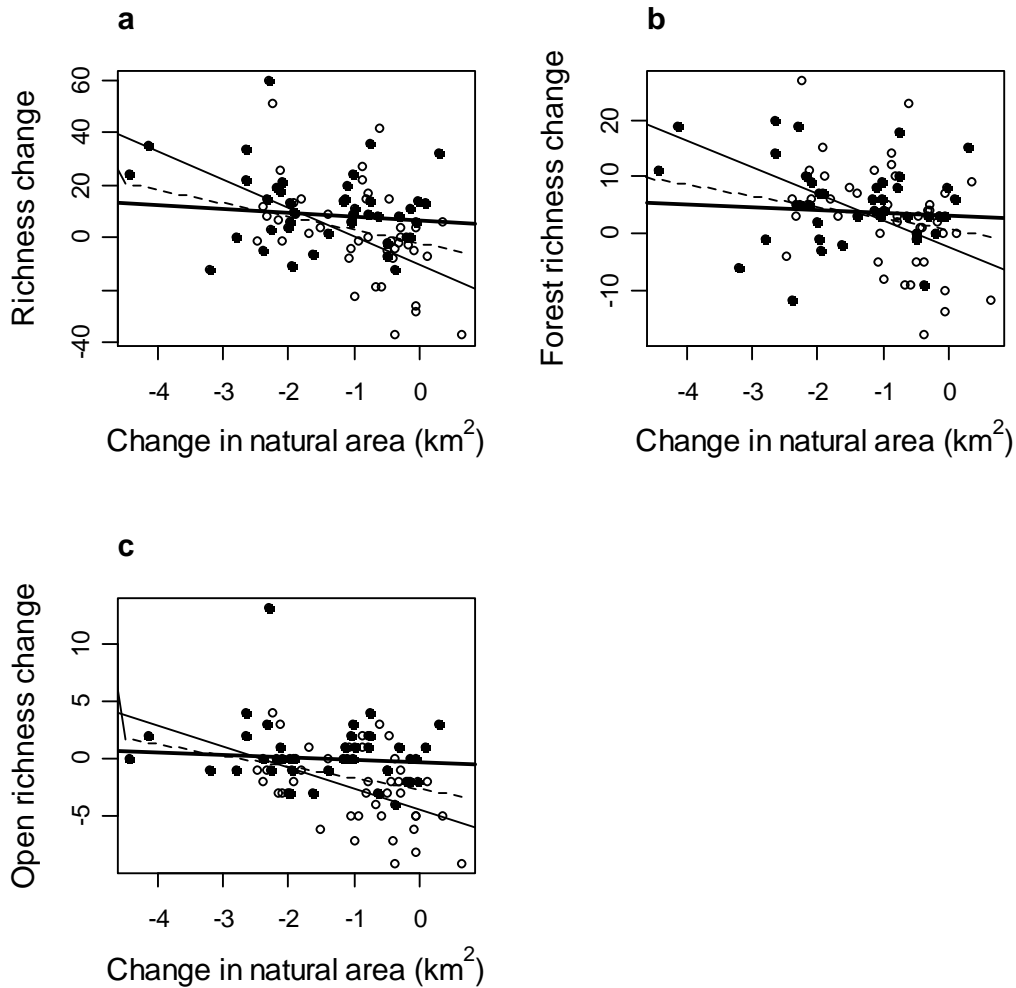 a
60
40
20
0
-40
Richness change
-4 -3 -2 -1 0
Change in natural area (km²)
b
20
10
0
-10
Forest richness change
-4 -3 -2 -1 0
Change in natural area (km²)
c
10
5
0
-5
Open richness change
-4 -3 -2 -1 0
Change in natural area (km²)